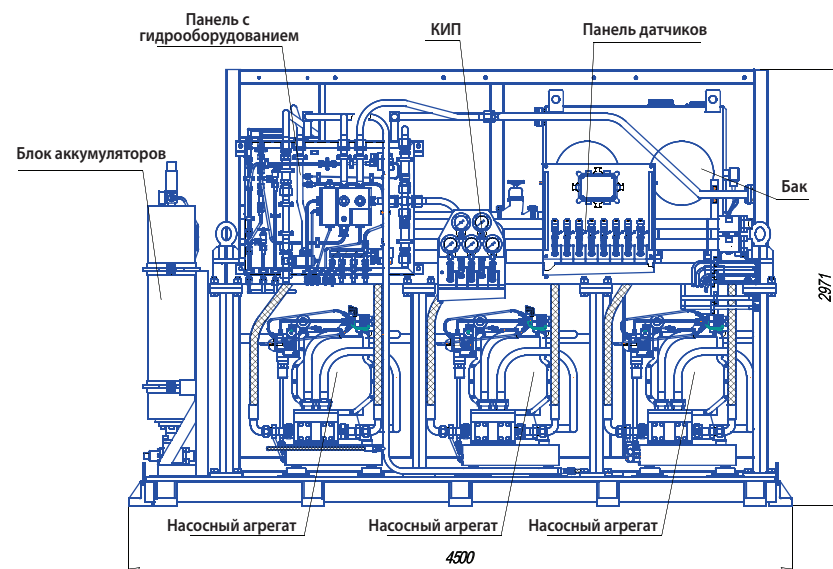 Панель с
гидрооборудованием
КИП
Панель датчиков
Блок аккумуляторов
Бак
2971
Насосный агрегат
Насосный агрегат
Насосный агрегат
4500